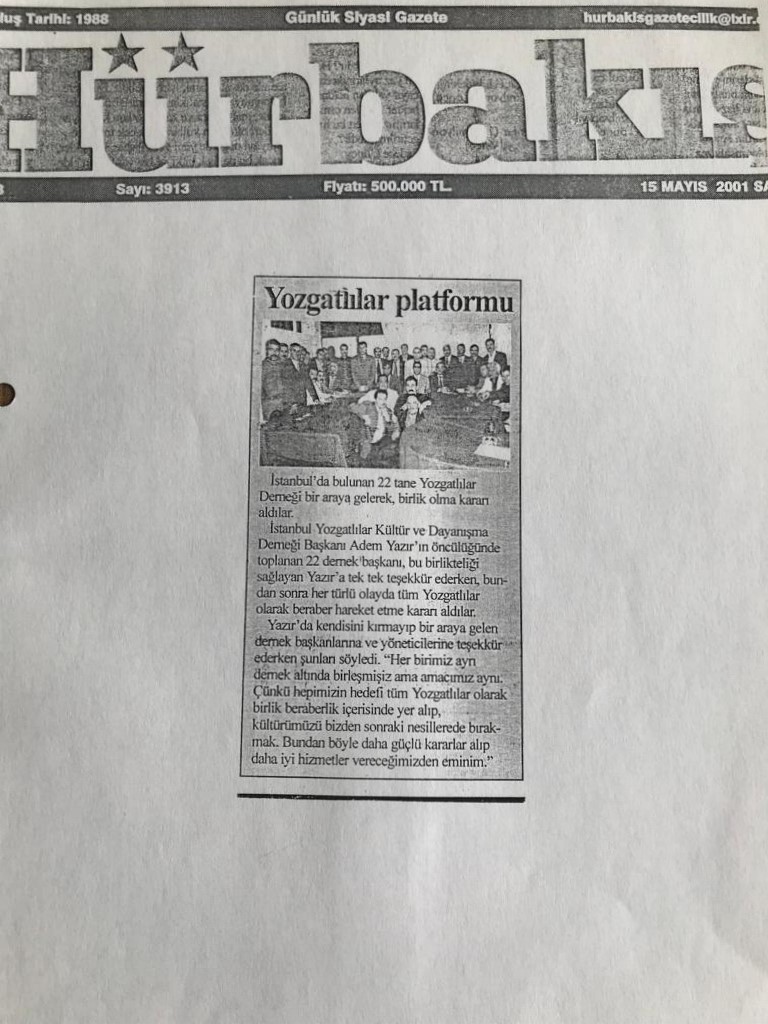 luş Tarihi: 1988 Günlük Siyasi Gazete hurbakisgazetecilik@ixir.
Hürbakış
Sayı: 3913 Fiyatı: 500.000 TL. 15 MAYIS 2001 SA
Yozgatlılar platformu
İstanbul'da bulunan 22 tane Yozgatlılar
Derneği bir araya gelerek, birlik olma kararı
aldılar.
İstanbul Yozgatlılar Kültür ve Dayanışma
Derneği Başkanı Adem Yazır'ın öncülüğünde
toplanan 22 dernek başkanı, bu birlikteliği
sağlayan Yazır'a tek tek teşekkür ederken, bun-
dan sonra her türlü olayda tüm Yozgatlılar
olarak beraber hareket etme kararı aldılar.
Yazır'da kendisini kırmayıp bir araya gelen
dernek başkanlarına ve yöneticilerine teşekkür
ederken şunları söyledi. "Her birimiz ayrı
dernek altında birleşmişiz ama amacımız aynı.
Çünkü hepimizin hedefi tüm Yozgatlılar olarak
birlik beraberlik içerisinde yer alıp,
kültürümüzü bizden sonraki nesillerede bırak-
mak. Bundan böyle daha güçlü kararlar alıp
daha iyi hizmetler vereceğimizden eminim."